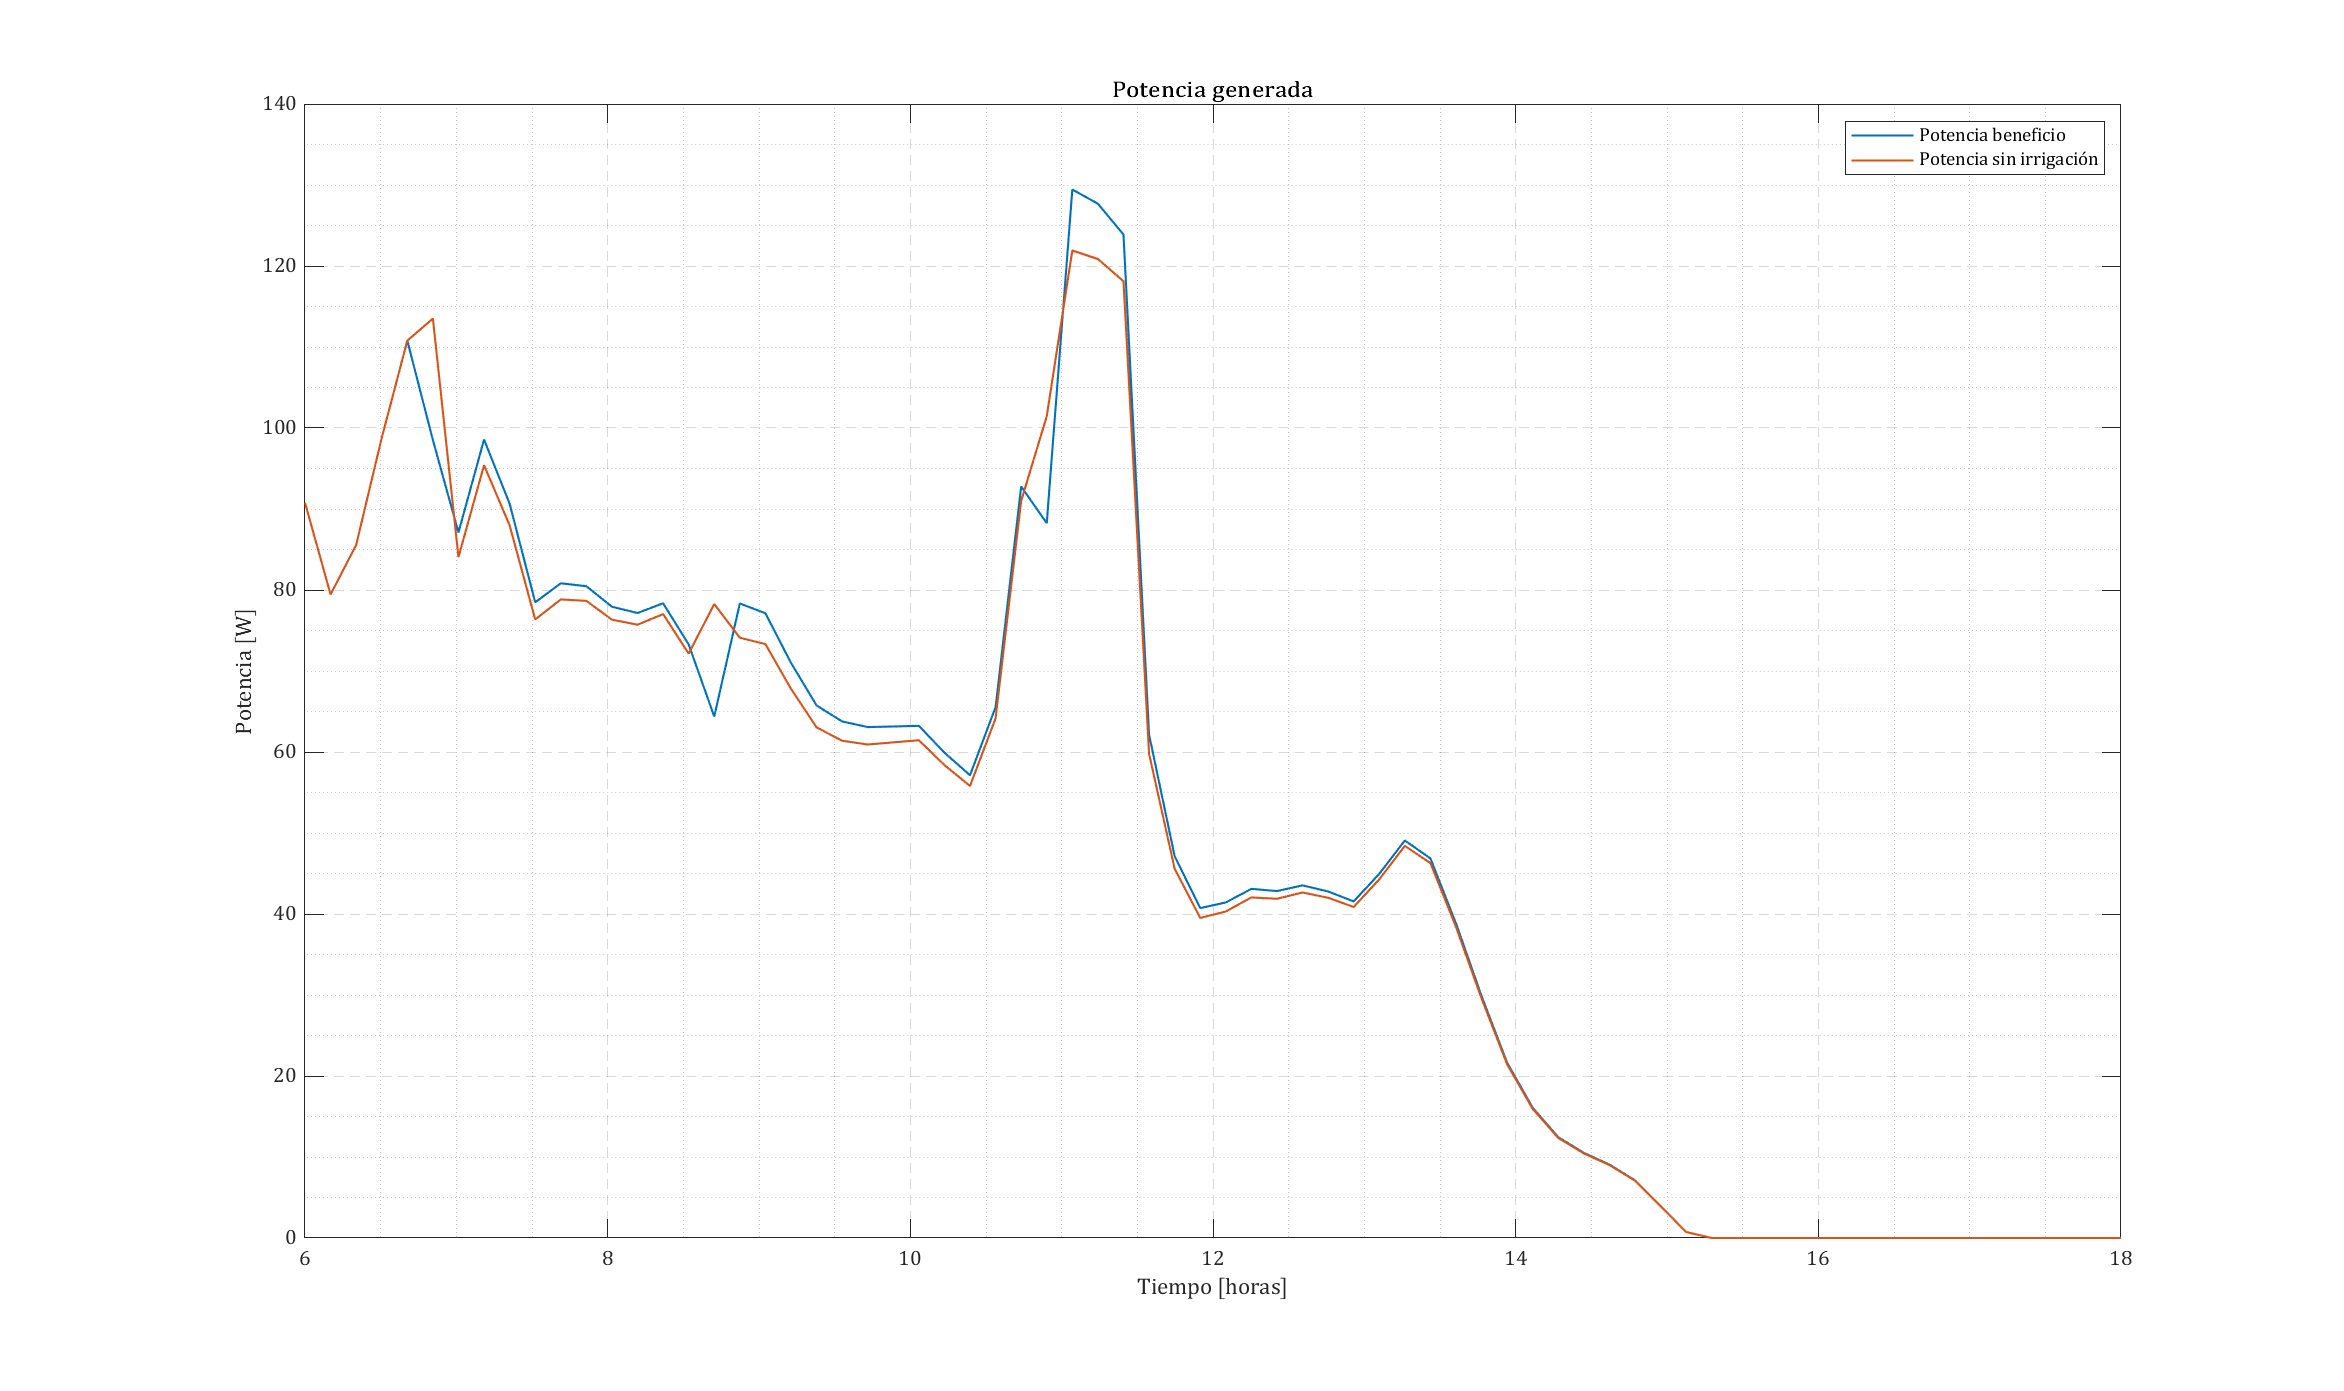 Potencia generada
Potencia beneficio
Potencia sin irrigación
140
120
100
80
60
40
20
0
Potencia [W]
6 8 10 12 14 16 18
Tiempo [horas]